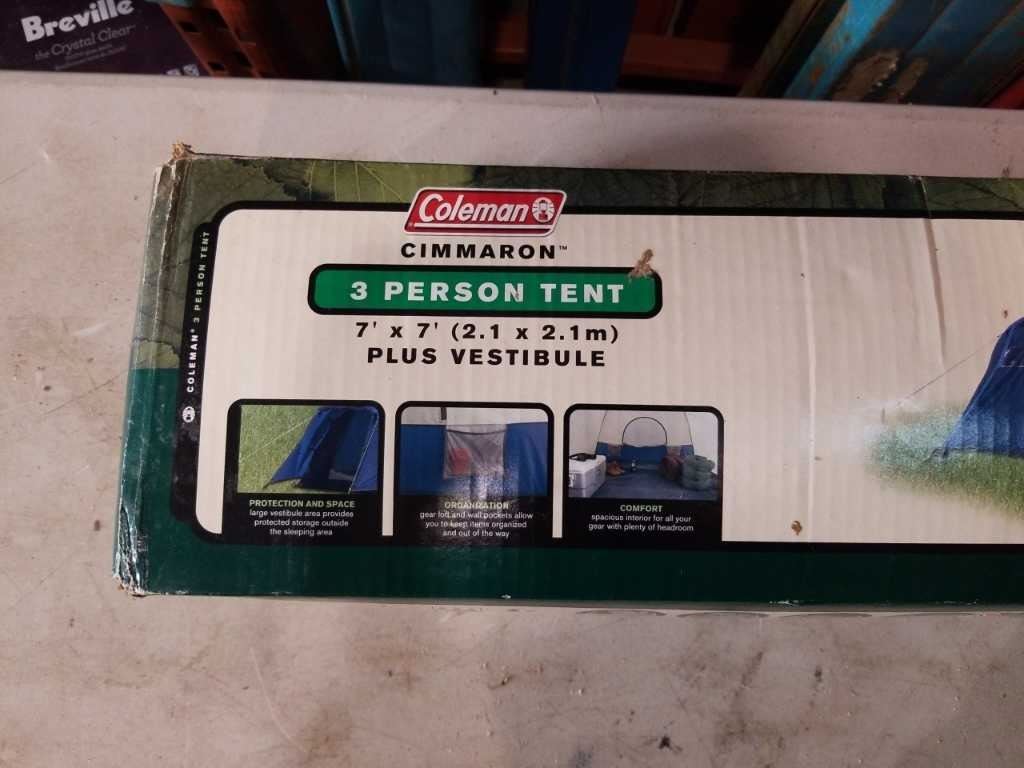 Breville
the Crystal Clear
Coleman
CIMMARON™
3 PERSON TENT
7' x 7' (2.1 x 2.1m)
PLUS VESTIBULE
COLEMAN® 3 PERSON TENT
PROTECTION AND SPACE
large vestibule area provides
protected storage outside
the sleeping area
ORGANIZATION
gear loft and wall pockets allow
you to keep items organized
and out of the way
COMFORT
spacious interior for all your
gear with plenty of headroom